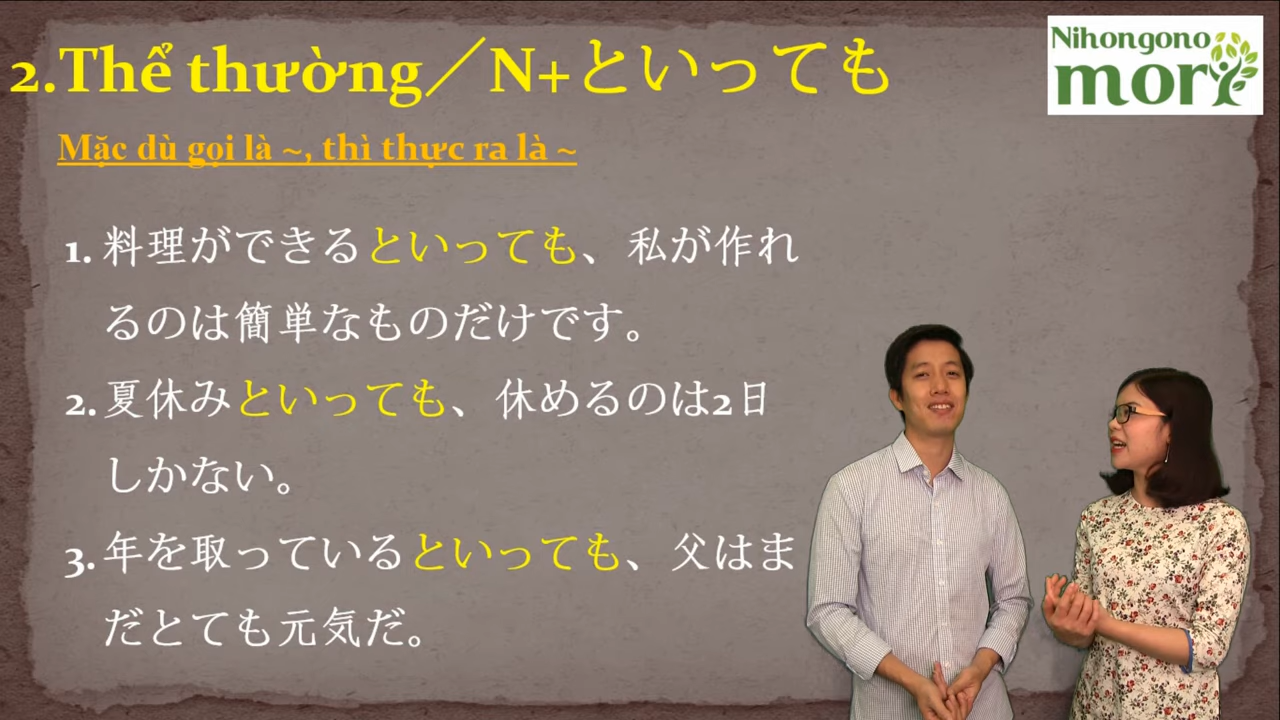 2.Thể thường／N+といっても
Nihongono
mori
Mặc dù gọi là ~, thì thực ra là ~
1. 料理ができるといっても、私が作れ
るのは簡単なものだけです。
2. 夏休みといっても、休めるのは2日
しかない。
3. 年を取っているといっても、父はま
だとても元気だ。